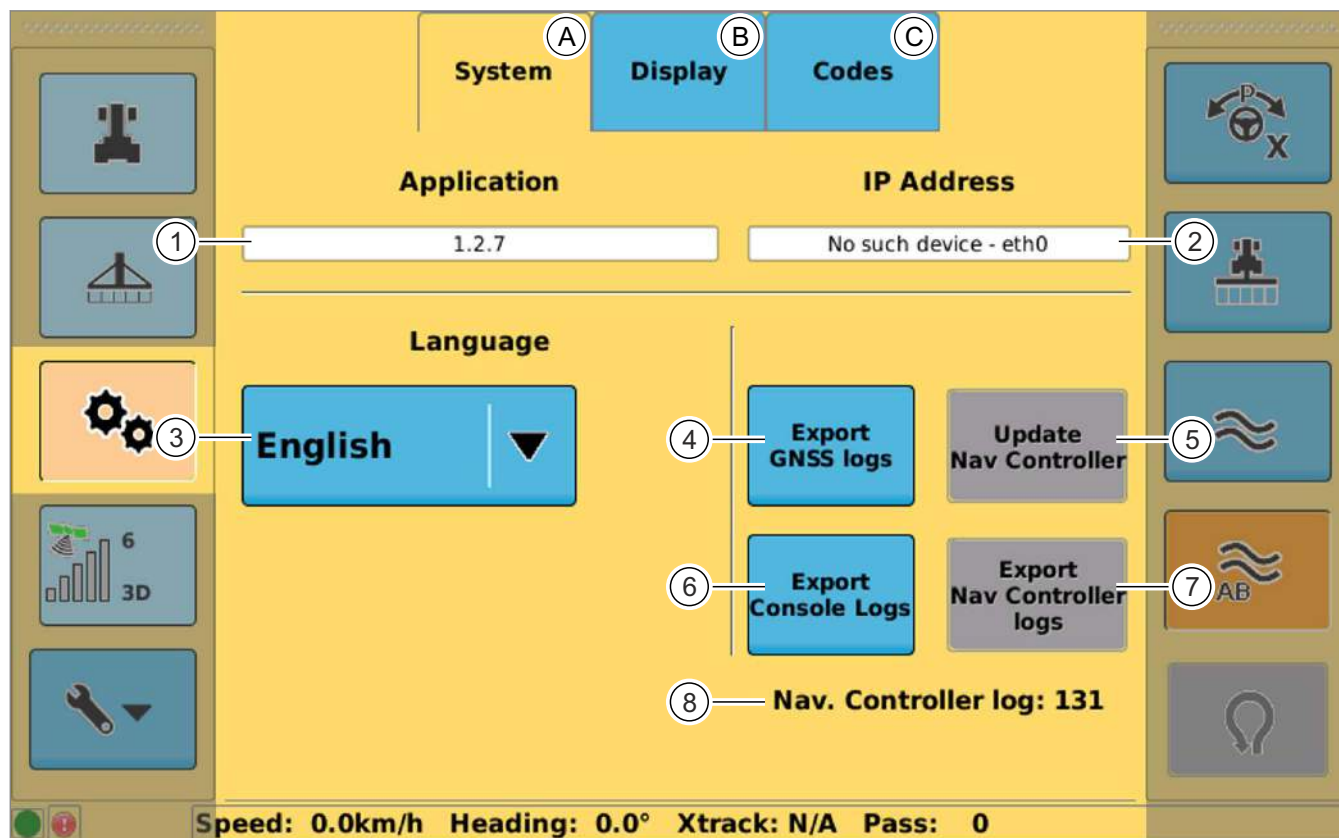 A
B
C
System
Display
Codes
P
X
Application
IP Address
1
1.2.7
No such device - eth0
2
Language
3
English
4
Export
GNSS logs
Update
Nav Controller
5
6
3D
6
Export
Console Logs
Export
Nav Controller
logs
7
AB
8
Nav. Controller log: 131
Speed: 0.0km/h Heading: 0.0° Xtrack: N/A Pass: 0